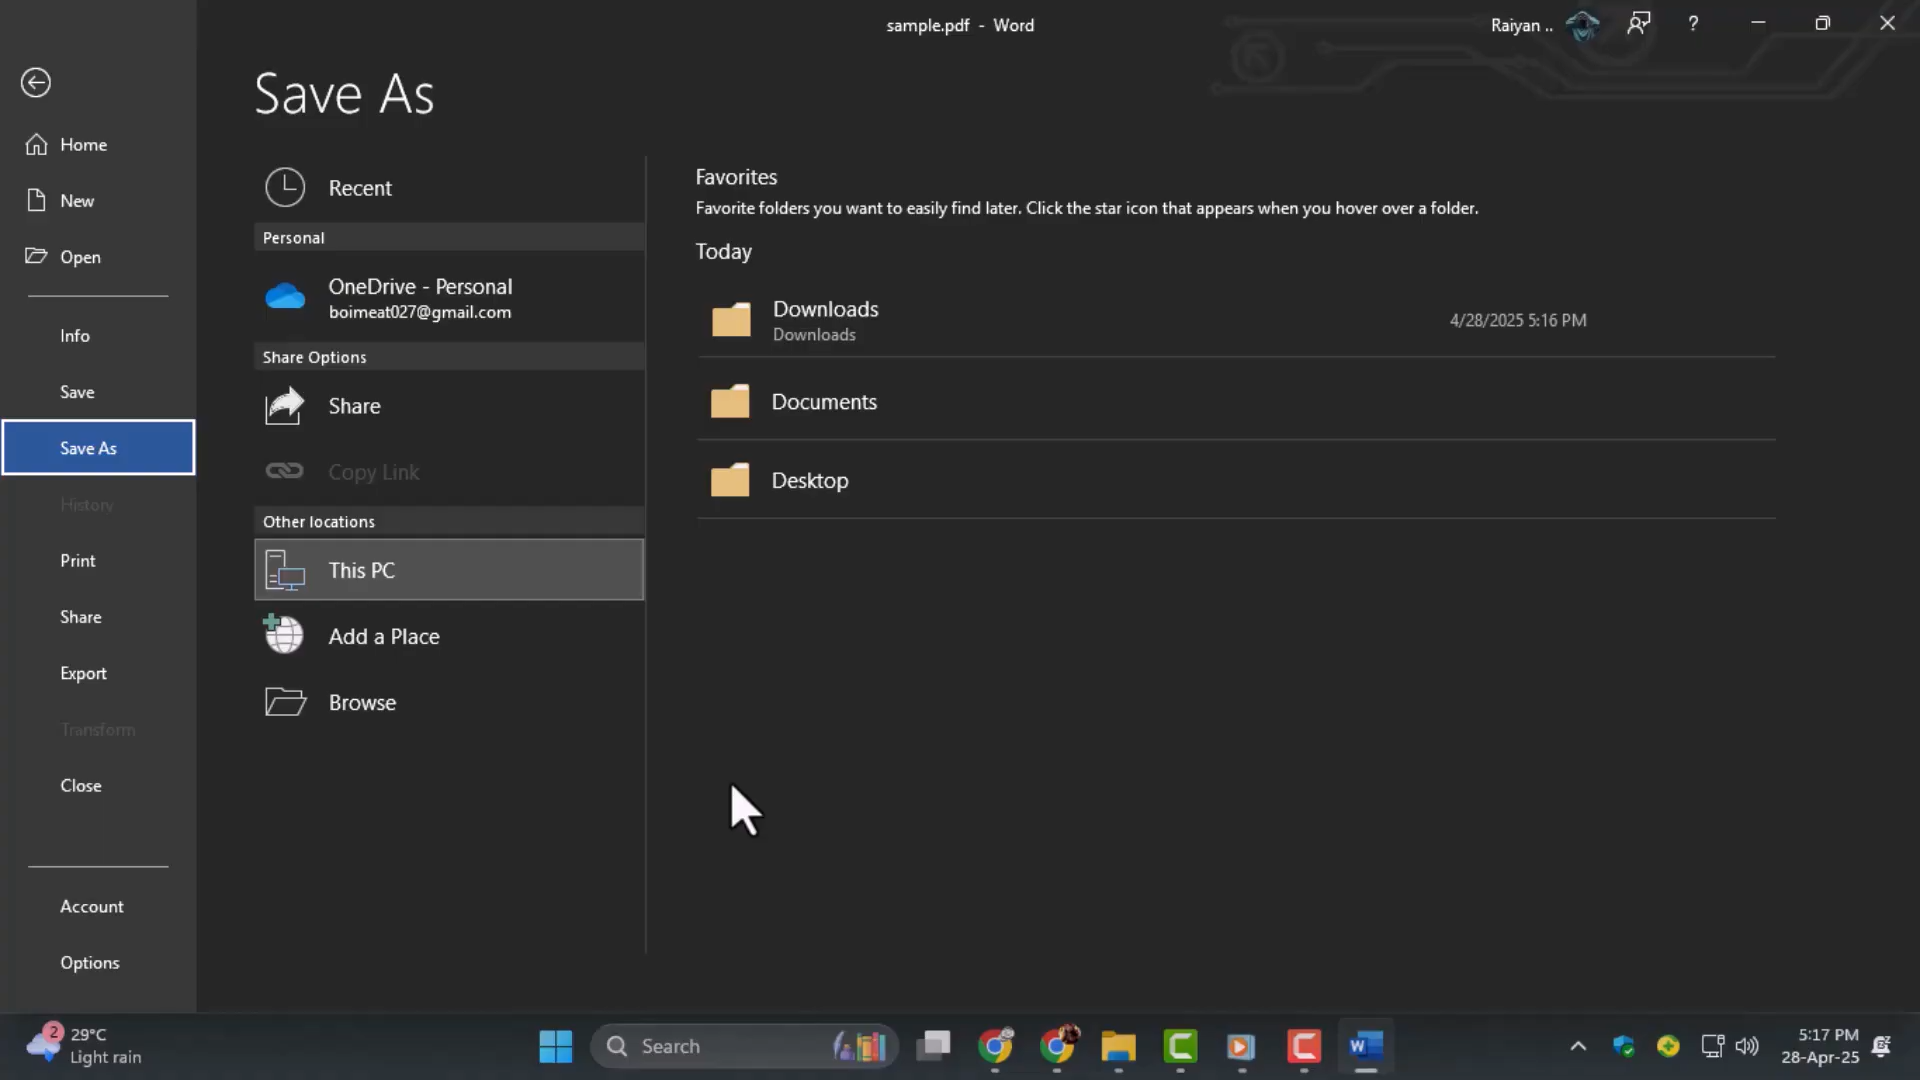 sample.pdf - Word
Raiyan ..
?
Save As
Home
New
Open
Info
Save
Save As
History
Print
Share
Export
Transform
Close
Account
Options
Recent
Personal
OneDrive - Personal
boimeat027@gmail.com
Share Options
Share
Copy Link
Other locations
This PC
Add a Place
Browse
Favorites
Favorite folders you want to easily find later. Click the star icon that appears when you hover over a folder.
Today
Downloads
Downloads
4/28/2025 5:16 PM
Documents
Desktop
2
29°C
Light rain
Search
5:17 PM
28-Apr-25